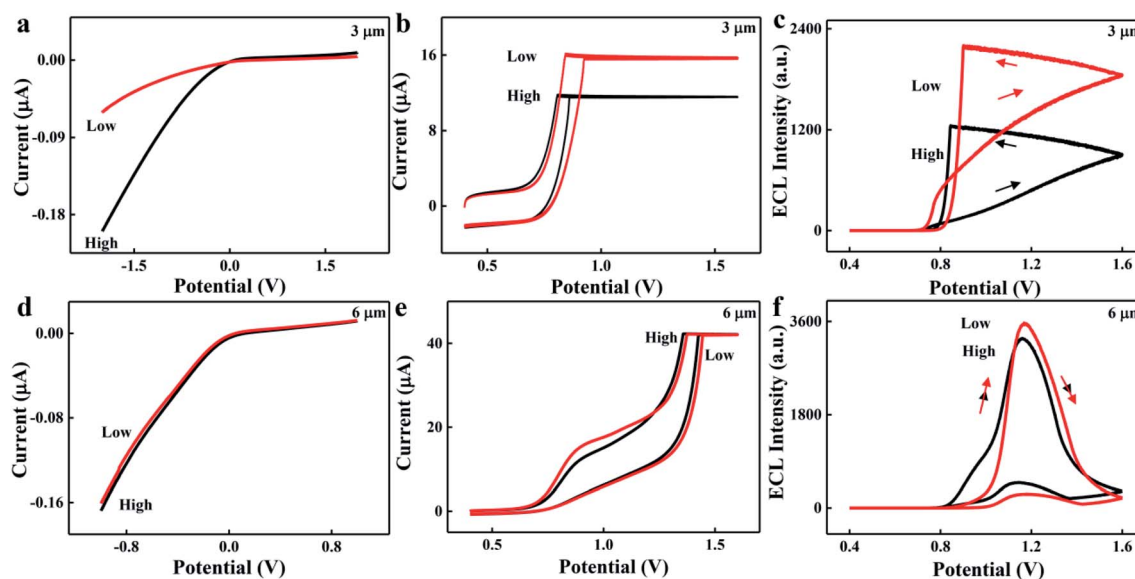 a
3 μm
0.00
-0.09
-0.18
Current (μA)
Low
High
-1.5
0.0
1.5
Potential (V)
b
3 μm
16
8
0
Current (μA)
Low
High
0.5
1.0
1.5
Potential (V)
c
3 μm
2400
1200
0
ECL Intensity (a.u.)
Low
High
0.4
0.8
1.2
1.6
Potential (V)
d
6 μm
0.00
-0.08
-0.16
Current (μA)
Low
High
-0.8
0.0
0.8
Potential (V)
e
6 μm
40
20
0
Current (μA)
High
Low
0.5
1.0
1.5
Potential (V)
f
6 μm
3600
1800
0
ECL Intensity (a.u.)
Low
High
0.4
0.8
1.2
1.6
Potential (V)